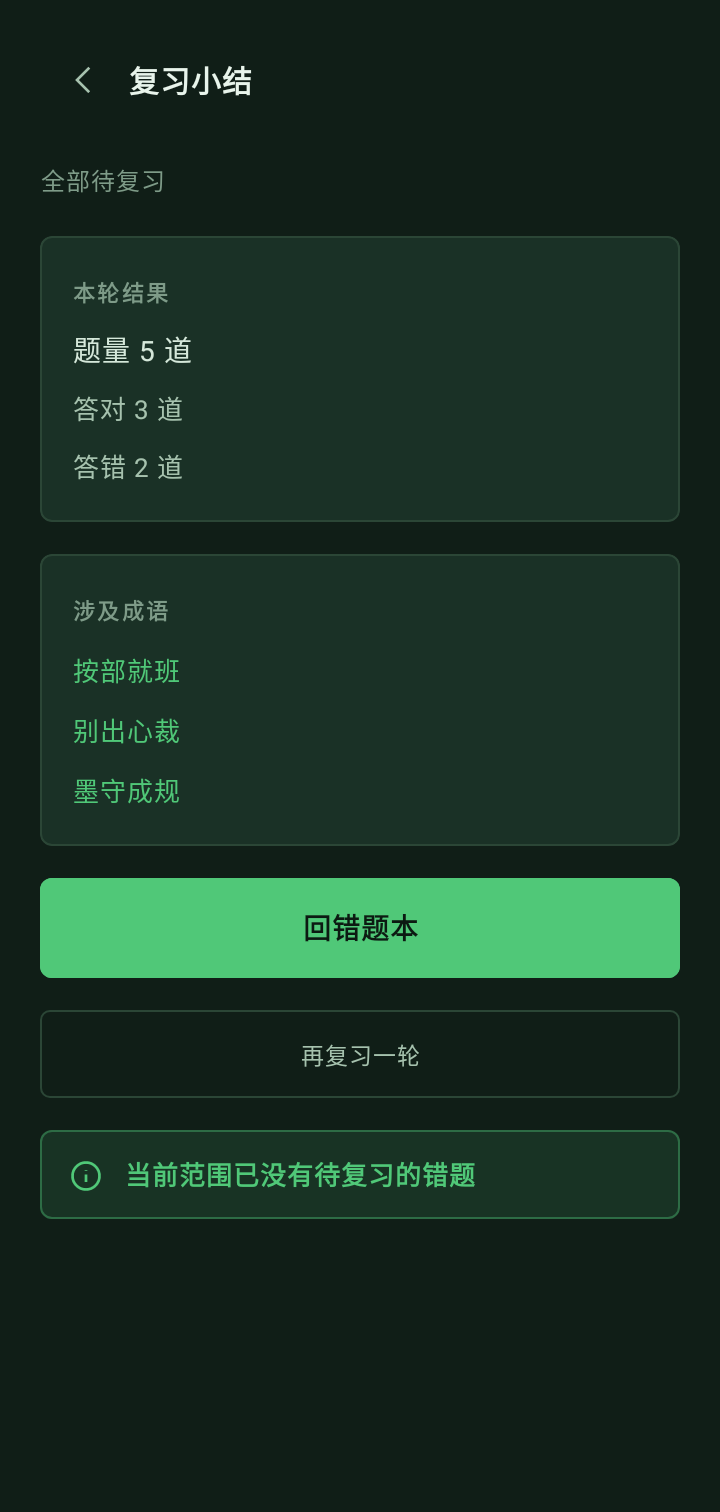 复习小结
全部待复习
本轮结果
题量 5 道
答对 3 道
答错 2 道
涉及成语
按部就班
别出心裁
墨守成规
回错题本
再复习一轮
当前范围已没有待复习的错题